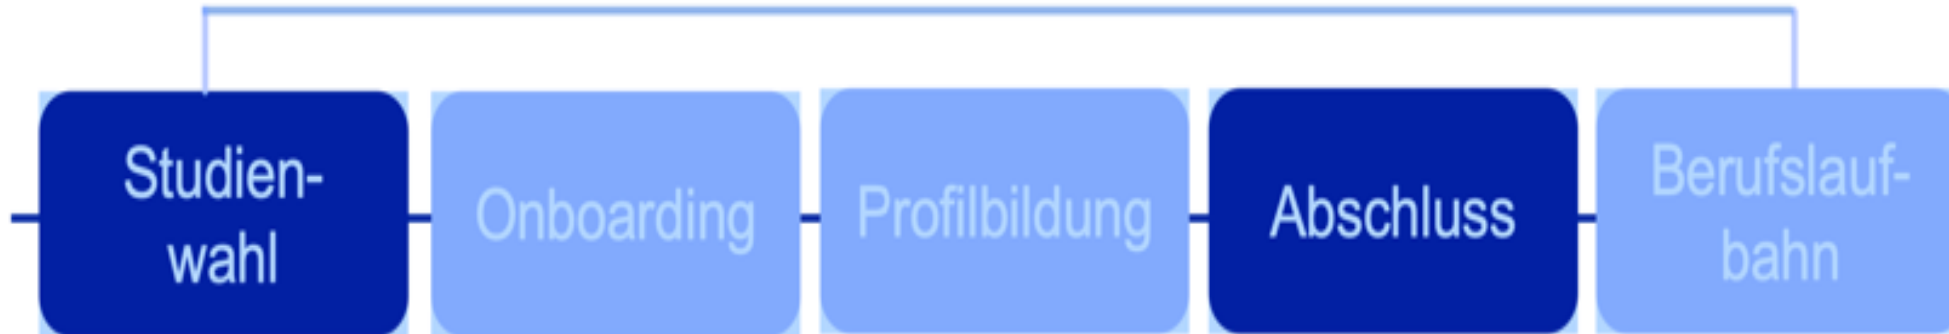 Studien-
wahl
Onboarding
Profilbildung
Abschluss
Berufslauf-
bahn